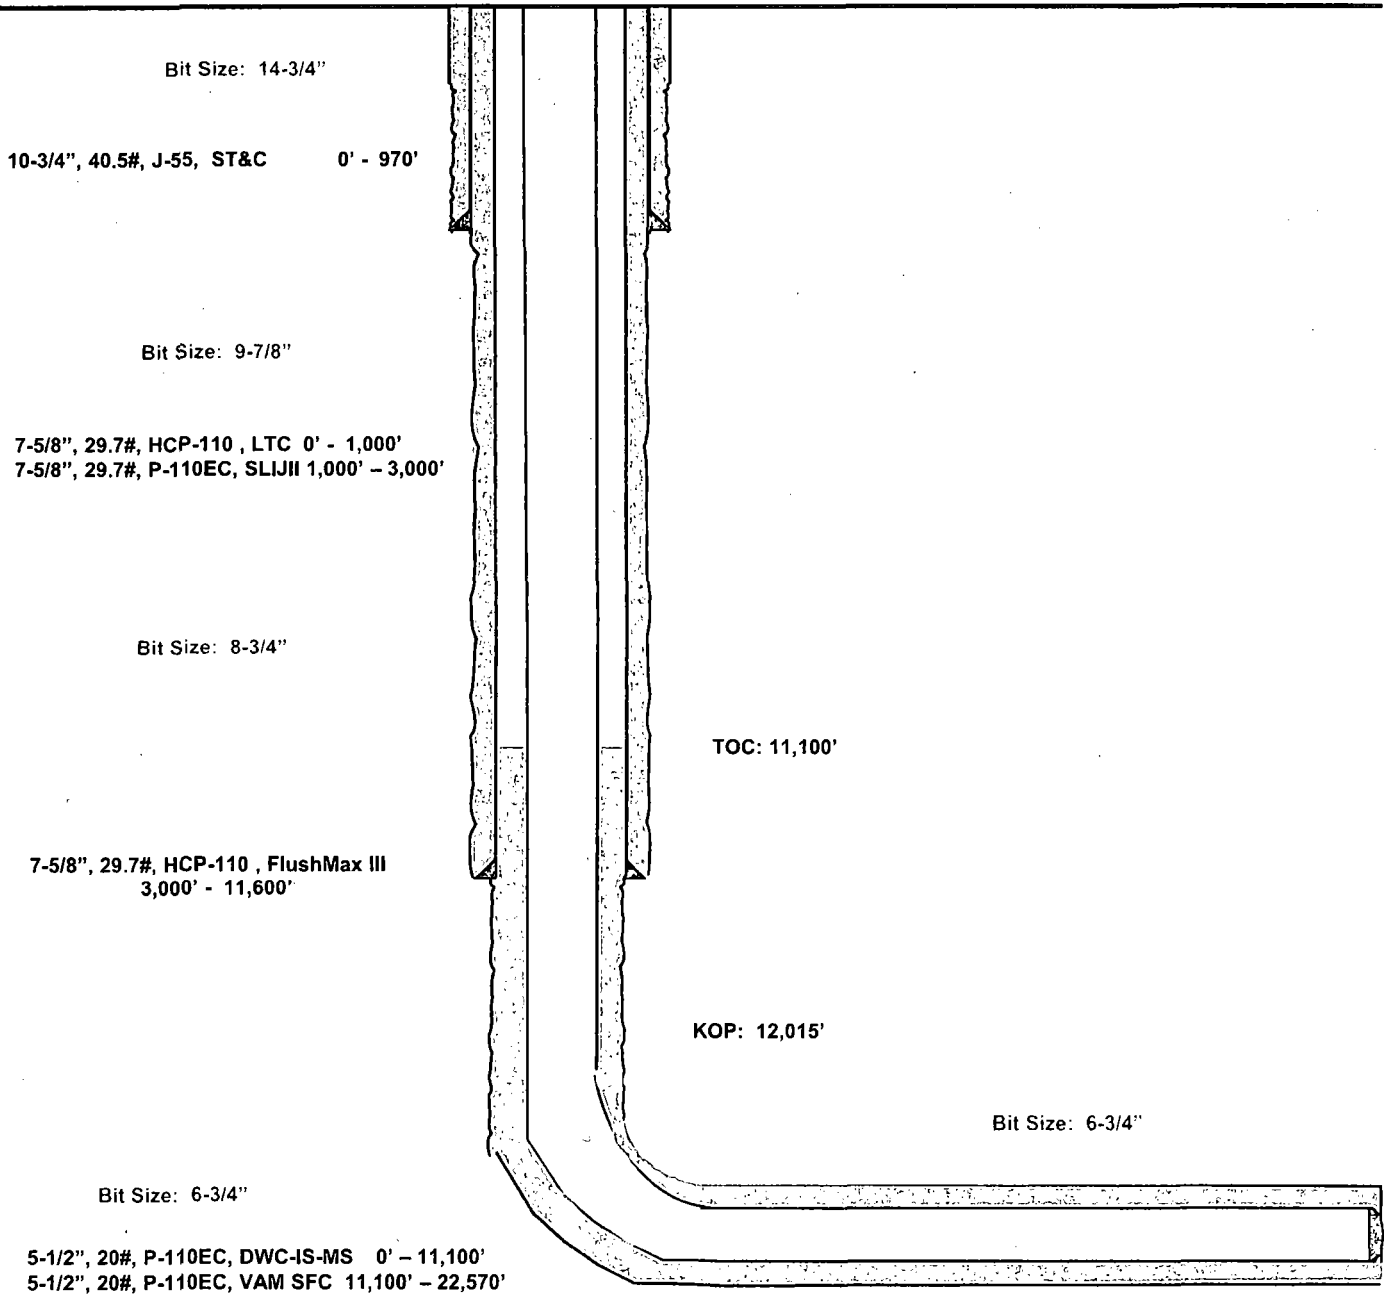 Bit Size: 14-3/4”
10-3/4”, 40.5#, J-55, ST&C 0’ - 970’
Bit Size: 9-7/8”
7-5/8”, 29.7#, HCP-110 , LTC 0’ - 1,000’
7-5/8”, 29.7#, P-110EC, SLIJII 1,000’ – 3,000’
Bit Size: 8-3/4”
TOC: 11,100’
7-5/8”, 29.7#, HCP-110 , FlushMax III
3,000’ - 11,600’
KOP: 12,015’
Bit Size: 6-3/4”
Bit Size: 6-3/4”
5-1/2”, 20#, P-110EC, DWC-IS-MS 0’ – 11,100’
5-1/2”, 20#, P-110EC, VAM SFC 11,100’ – 22,570’